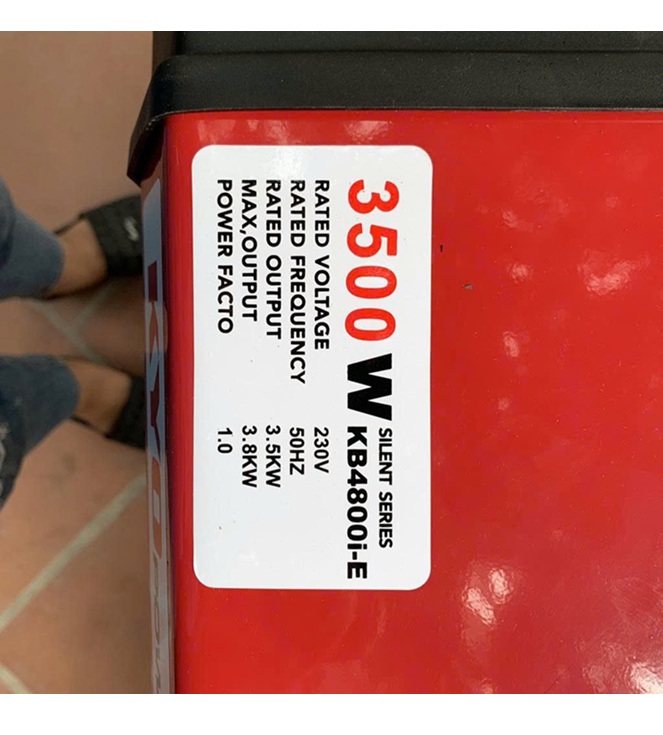 3500W SILENT SERIES
KB4800i-E
RATED VOLTAGE 230V
RATED FREQUENCY 50HZ
RATED OUTPUT 3.5KW
MAX,OUTPUT 3.8KW
POWER FACTO 1.0